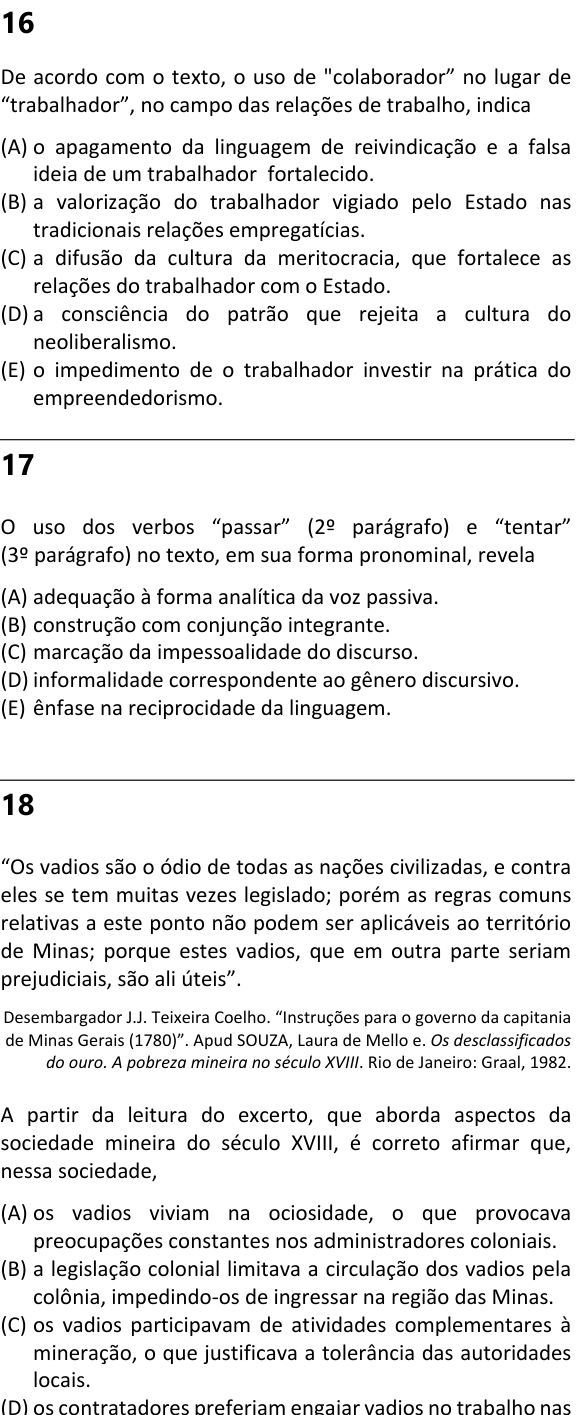 16
De acordo com o texto, o uso de "colaborador” no lugar de
“trabalhador”, no campo das relações de trabalho, indica
(A) o apagamento da linguagem de reivindicação e a falsa
ideia de um trabalhador fortalecido.
(B) a valorização do trabalhador vigiado pelo Estado nas
tradicionais relações empregatícias.
(C) a difusão da cultura da meritocracia, que fortalece as
relações do trabalhador com o Estado.
(D) a consciência do patrão que rejeita a cultura do
neoliberalismo.
(E) o impedimento de o trabalhador investir na prática do
empreendedorismo.
17
O uso dos verbos “passar” (2º parágrafo) e “tentar”
(3º parágrafo) no texto, em sua forma pronominal, revela
(A) adequação à forma analítica da voz passiva.
(B) construção com conjunção integrante.
(C) marcação da impessoalidade do discurso.
(D) informalidade correspondente ao gênero discursivo.
(E) ênfase na reciprocidade da linguagem.
18
“Os vadios são o ódio de todas as nações civilizadas, e contra
eles se tem muitas vezes legislado; porém as regras comuns
relativas a este ponto não podem ser aplicáveis ao território
de Minas; porque estes vadios, que em outra parte seriam
prejudiciais, são ali úteis”.
Desembargador J.J. Teixeira Coelho. “Instruções para o governo da capitania
de Minas Gerais (1780)”. Apud SOUZA, Laura de Mello e. Os desclassificados
do ouro. A pobreza mineira no século XVIII. Rio de Janeiro: Graal, 1982.
A partir da leitura do excerto, que aborda aspectos da
sociedade mineira do século XVIII, é correto afirmar que,
nessa sociedade,
(A) os vadios viviam na ociosidade, o que provocava
preocupações constantes nos administradores coloniais.
(B) a legislação colonial limitava a circulação dos vadios pela
colônia, impedindo-os de ingressar na região das Minas.
(C) os vadios participavam de atividades complementares à
mineração, o que justificava a tolerância das autoridades
locais.
(D) os contratadores preferiam engajar vadios no trabalho nas